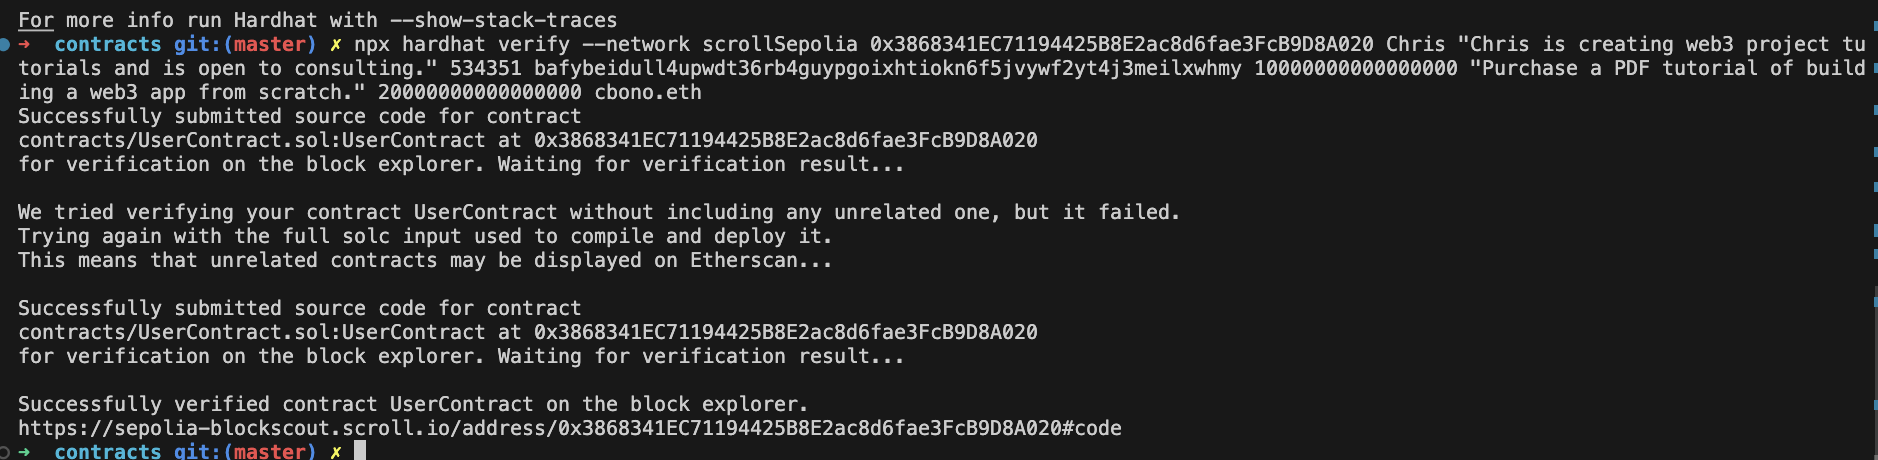 For more info run Hardhat with --show-stack-traces
➜  contracts git:(master) ✗ npx hardhat verify --network scrollSepolia 0x3868341EC71194425B8E2ac8d6fae3FcB9D8A020 Chris "Chris is creating web3 project tu
torials and is open to consulting." 534351 bafybeidull4upwdt36rb4guypgoixhtiokn6f5jvywf2yt4j3meilxwhmy 10000000000000000 "Purchase a PDF tutorial of build
ing a web3 app from scratch." 20000000000000000 cbono.eth
Successfully submitted source code for contract
contracts/UserContract.sol:UserContract at 0x3868341EC71194425B8E2ac8d6fae3FcB9D8A020
for verification on the block explorer. Waiting for verification result...
We tried verifying your contract UserContract without including any unrelated one, but it failed.
Trying again with the full solc input used to compile and deploy it.
This means that unrelated contracts may be displayed on Etherscan...
Successfully submitted source code for contract
contracts/UserContract.sol:UserContract at 0x3868341EC71194425B8E2ac8d6fae3FcB9D8A020
for verification on the block explorer. Waiting for verification result...
Successfully verified contract UserContract on the block explorer.
https://sepolia-blockscout.scroll.io/address/0x3868341EC71194425B8E2ac8d6fae3FcB9D8A020#code
➜  contracts git:(master) ✗